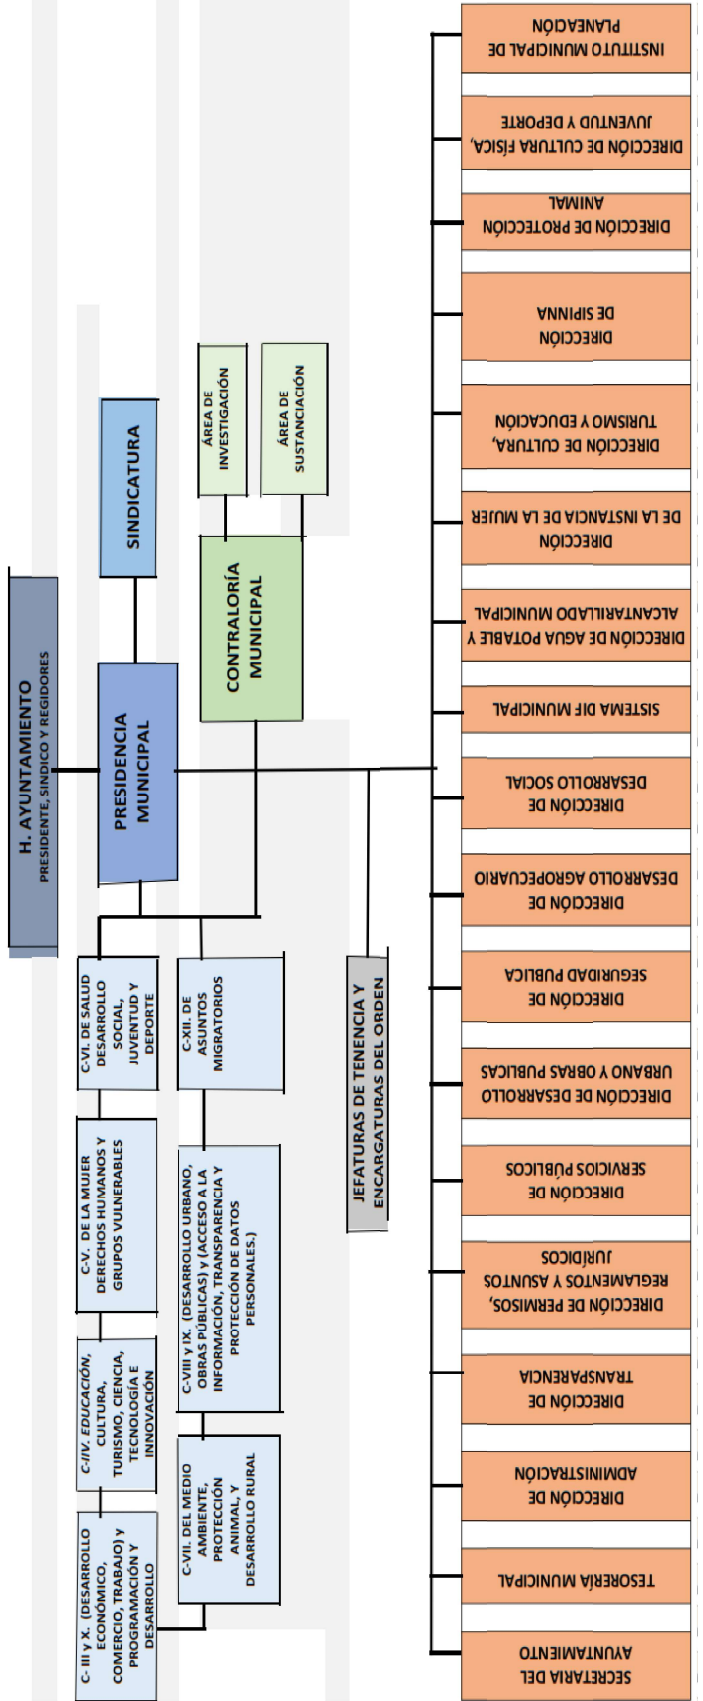 H. AYUNTAMIENTO
PRESIDENTE, SINDICO Y REGIDORES
PRESIDENCIA
MUNICIPAL
SINDICATURA
CONTRALORÍA
MUNICIPAL
ÁREA DE
INVESTIGACIÓN
ÁREA DE
SUSTANCIACIÓN
C- III y X. (DESARROLLO
ECONÓMICO,
COMERCIO, TRABAJO) y
PROGRAMACIÓN Y
DESARROLLO
C-IIV. EDUCACIÓN,
CULTURA,
TURISMO, CIENCIA,
TECNOLOGÍA E
INNOVACIÓN
C-V. DE LA MUJER
DERECHOS HUMANOS Y
GRUPOS VULNERABLES
C-VI. DE SALUD
DESARROLLO
SOCIAL,
JUVENTUD Y
DEPORTE
C-VII. DEL MEDIO
AMBIENTE,
PROTECCIÓN
ANIMAL, Y
DESARROLLO RURAL
C-VIII y IX. (DESARROLLO URBANO,
OBRAS PÚBLICAS) y (ACCESO A LA
INFORMACIÓN, TRANSPARENCIA Y
PROTECCIÓN DE DATOS
PERSONALES.)
C-XII. DE
ASUNTOS
MIGRATORIOS
JEFATURAS DE TENENCIA Y
ENCARGATURAS DEL ORDEN
SECRETARIA DEL
AYUNTAMIENTO
TESORERÍA MUNICIPAL
DIRECCIÓN DE
ADMINISTRACIÓN
DIRECCIÓN DE
TRANSPARENCIA
DIRECCIÓN DE PERMISOS,
REGLAMENTOS Y ASUNTOS
JURÍDICOS
DIRECCIÓN DE
SERVICIOS PÚBLICOS
DIRECCIÓN DE DESARROLLO
URBANO Y OBRAS PUBLICAS
DIRECCIÓN DE
SEGURIDAD PUBLICA
DIRECCIÓN DE
DESARROLLO AGROPECUARIO
DIRECCIÓN DE
DESARROLLO SOCIAL
SISTEMA DIF MUNICIPAL
DIRECCIÓN DE AGUA POTABLE Y
ALCANTARILLADO MUNICIPAL
DIRECCIÓN
DE LA INSTANCIA DE LA MUJER
DIRECCIÓN DE CULTURA,
TURISMO Y EDUCACIÓN
DIRECCIÓN
DE SIPINNA
DIRECCIÓN DE PROTECCIÓN
ANIMAL
DIRECCIÓN DE CULTURA FÍSICA,
JUVENTUD Y DEPORTE
INSTITUTO MUNICIPAL DE
PLANEACIÓN